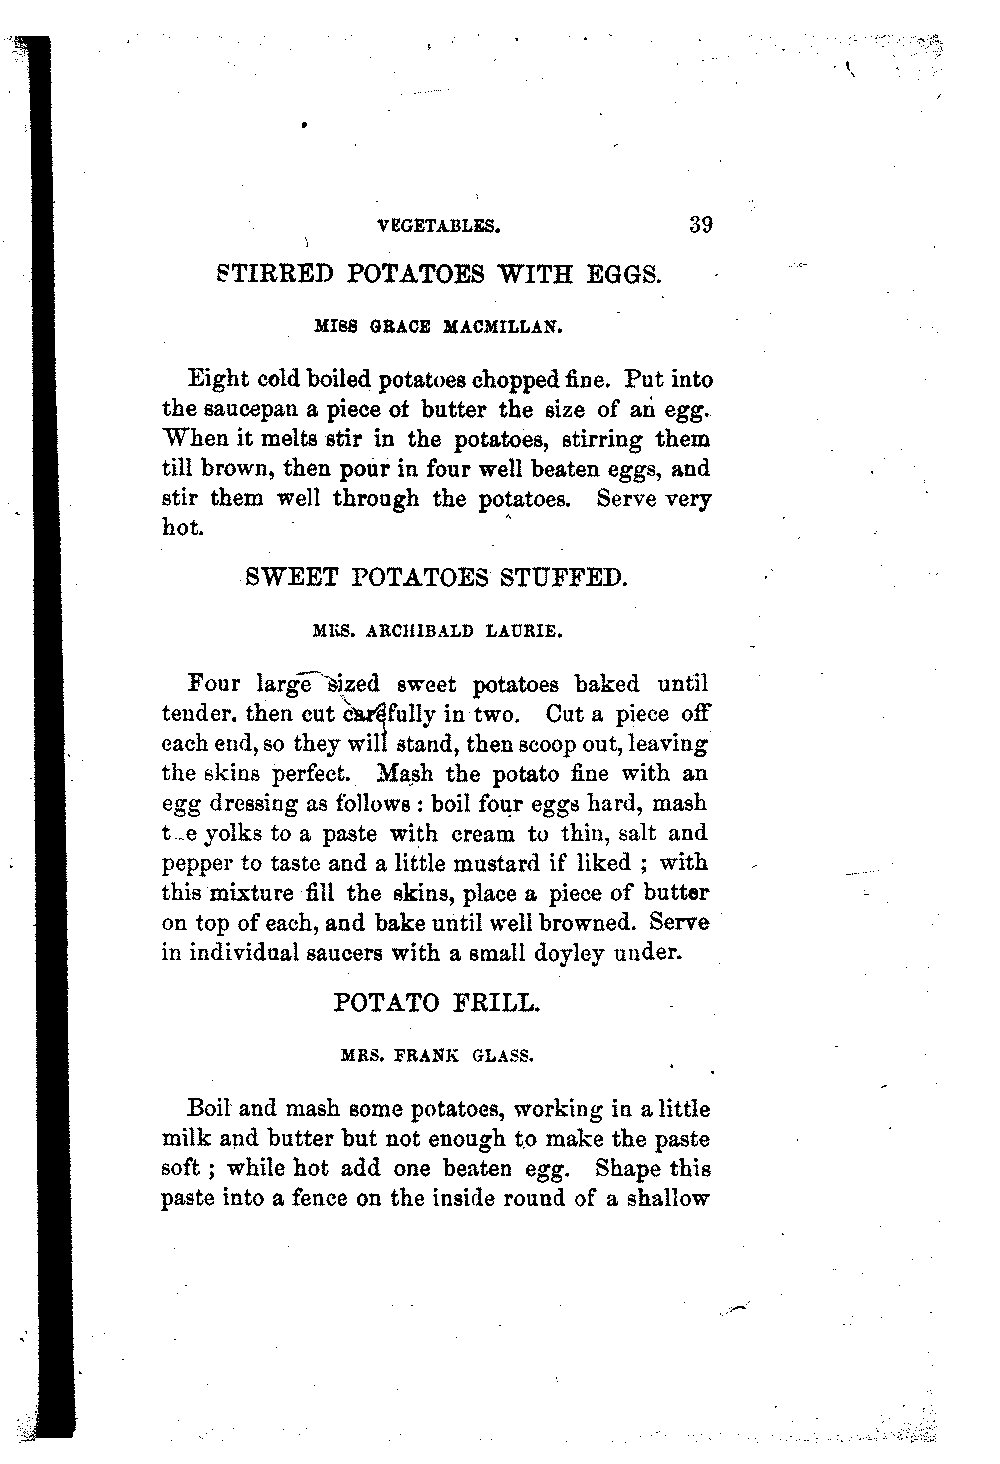 VEGETABLES. 39
STIRRED POTATOES WITH EGGS.
MISS GRACE MACMILLAN.
Eight cold boiled potatoes chopped fine. Put into
the saucepan a piece of butter the size of an egg.
When it melts stir in the potatoes, stirring them
till brown, then pour in four well beaten eggs, and
stir them well through the potatoes. Serve very
hot.
SWEET POTATOES STUFFED.
MRS. ARCHIBALD LAURIE.
Four large sized sweet potatoes baked until
tender. then cut carefully in two. Cut a piece off
each end, so they will stand, then scoop out, leaving
the skins perfect. Mash the potato fine with an
egg dressing as follows : boil four eggs hard, mash
the yolks to a paste with cream to thin, salt and
pepper to taste and a little mustard if liked ; with
this mixture fill the skins, place a piece of butter
on top of each, and bake until well browned. Serve
in individual saucers with a small doyley under.
POTATO FRILL.
MRS. FRANK GLASS.
Boil and mash some potatoes, working in a little
milk and butter but not enough to make the paste
soft ; while hot add one beaten egg. Shape this
paste into a fence on the inside round of a shallow